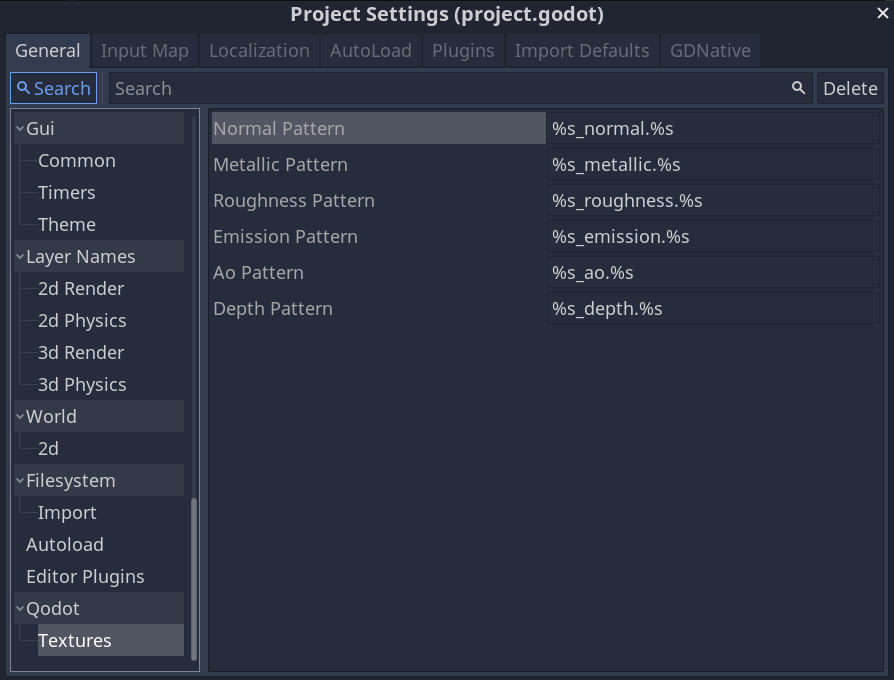 Project Settings (project.godot)
General Input Map Localization AutoLoad Plugins Import Defaults GDNative
Search Search Delete
Gui
Common
Timers
Theme
Layer Names
2d Render
2d Physics
3d Render
3d Physics
World
2d
Filesystem
Import
Autoload
Editor Plugins
Qodot
Textures
Normal Pattern %s_normal.%s
Metallic Pattern %s_metallic.%s
Roughness Pattern %s_roughness.%s
Emission Pattern %s_emission.%s
Ao Pattern %s_ao.%s
Depth Pattern %s_depth.%s